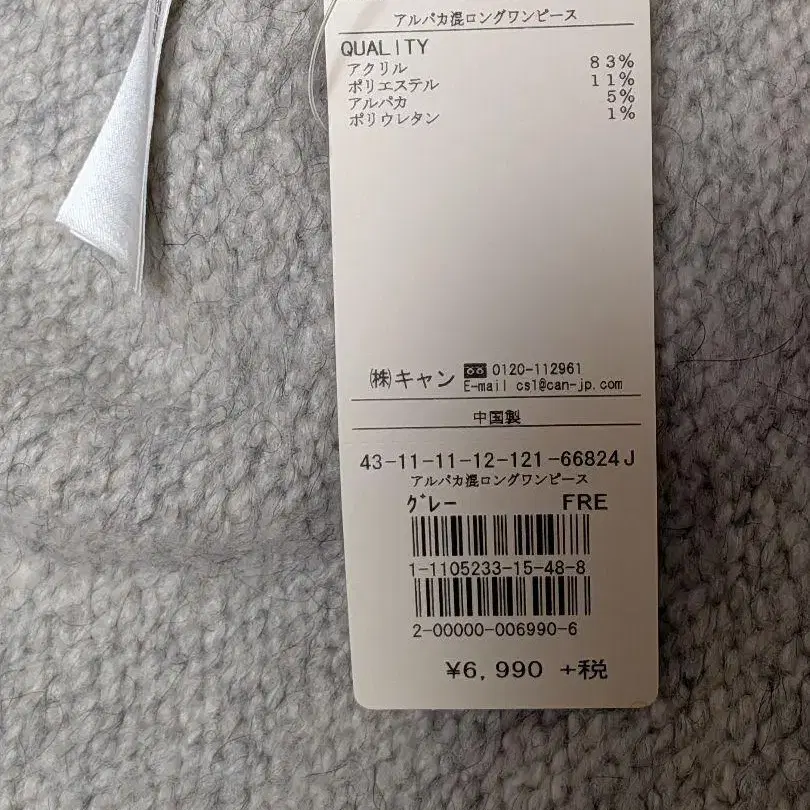 アルパカ混ロングワンピース
QUALITY
アクリル 83%
ポリエステル 11%
アルパカ 5%
ポリウレタン 1%
㈱キャン 0120-112961
E-mail cs1@can-jp.com
中国製
43-11-11-12-121-66824J
アルパカ混ロングワンピース
グレー FRE
1-1105233-15-48-8
2-00000-006990-6
¥6,990 +税